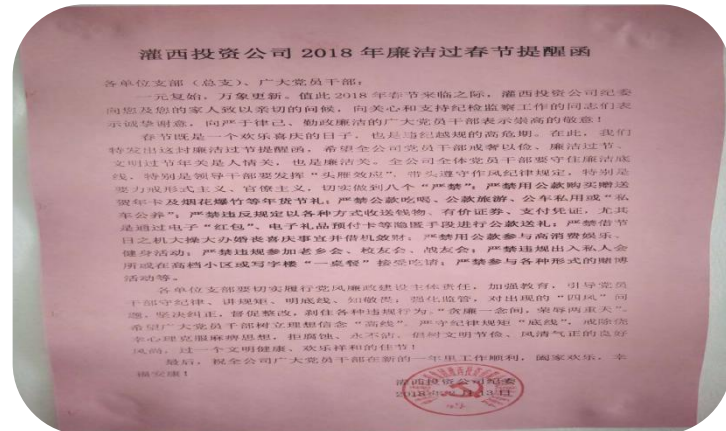 灌西投资公司 2018 年廉洁过春节提醒函
各单位支部（总支）、广大党员干部：
一元复始，万象更新。值此 2018 年春节来临之际，灌西投资公司纪委
向您及您的家人致以亲切的问候，向关心和支持纪检监察工作的同志们表
示诚挚谢意，向严于律己、勤政廉洁的广大党员干部表示崇高的敬意！
春节既是一个欢乐喜庆的日子，也是违纪越规的高危期。在此，我们
特发出这封廉洁过节提醒函，希望全公司党员干部戒奢以俭、廉洁过节、
文明过节年关是人情关，也是廉洁关。全公司全体党员干部要守住廉洁底
线，特别是领导干部要发挥“头雁效应”，带头遵守作风纪律规定，特别是
要力戒形式主义、官僚主义，切实做到八个“严禁”：严禁用公款购买赠送
贺年卡及烟花爆竹等年货节礼；严禁公款吃喝、公款旅游、公车私用或“私
车公养”；严禁违反规定以各种方式收送钱物、有价证券、支付凭证，尤其
是通过电子“红包”、电子礼品预付卡等隐匿手段进行公款送礼；严禁借节
日之机大操大办婚丧喜庆事宜并借机敛财；严禁用公款参与高消费娱乐、
健身活动；严禁违规参加老乡会、校友会、战友会；严禁违规出入私人会
所或在高档小区或写字楼“一桌餐”接受吃请；严禁参与各种形式的赌博
活动等。
各单位支部要切实履行党风廉政建设主体责任，加强教育，引导党员
干部守纪律、讲规矩、明底线、知敬畏；强化监管，对出现的“四风”问
题，坚决纠正，督促整改，刹住各种违规行为。“贪廉一念间，荣辱两重天”。
希望广大党员干部树立理想信念“高线”，严守纪律规矩“底线”，戒除侥
幸心理克服麻痹思想，拒腐蚀、永不沾，倡树文明节俭、风清气正的良好
风尚，过一个文明健康、欢乐祥和的佳节！
最后，祝全公司广大党员干部在新的一年里工作顺利，阖家欢乐，幸
福安康！
灌西投资公司纪委
2018 年 月 3 日